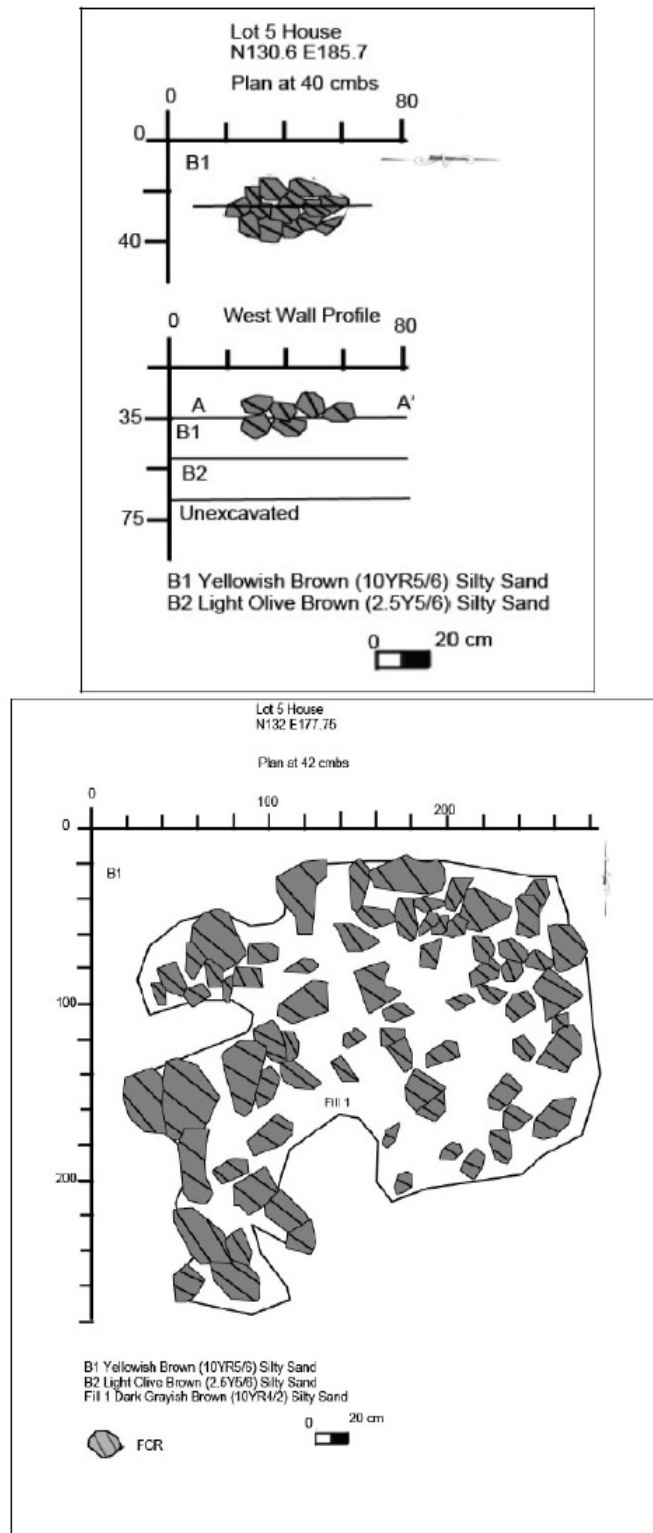 Lot 5 House
N130.6 E185.7
Plan at 40 cmbs
0 80
0
B1
40
West Wall Profile
0 80
A A'
35
B1
B2
Unexcavated
75
B1 Yellowish Brown (10YR5/6) Silty Sand
B2 Light Olive Brown (2.5Y5/6) Silty Sand
0 20 cm
Lot 5 House
N132 E177.75
Plan at 42 cmbs
0 100 200
0
B1
100
Fill 1
200
B1 Yellowish Brown (10YR5/6) Silty Sand
B2 Light Olive Brown (2.5Y5/6) Silty Sand
Fill 1 Dark Grayish Brown (10YR4/2) Silty Sand
0 20 cm
FCR